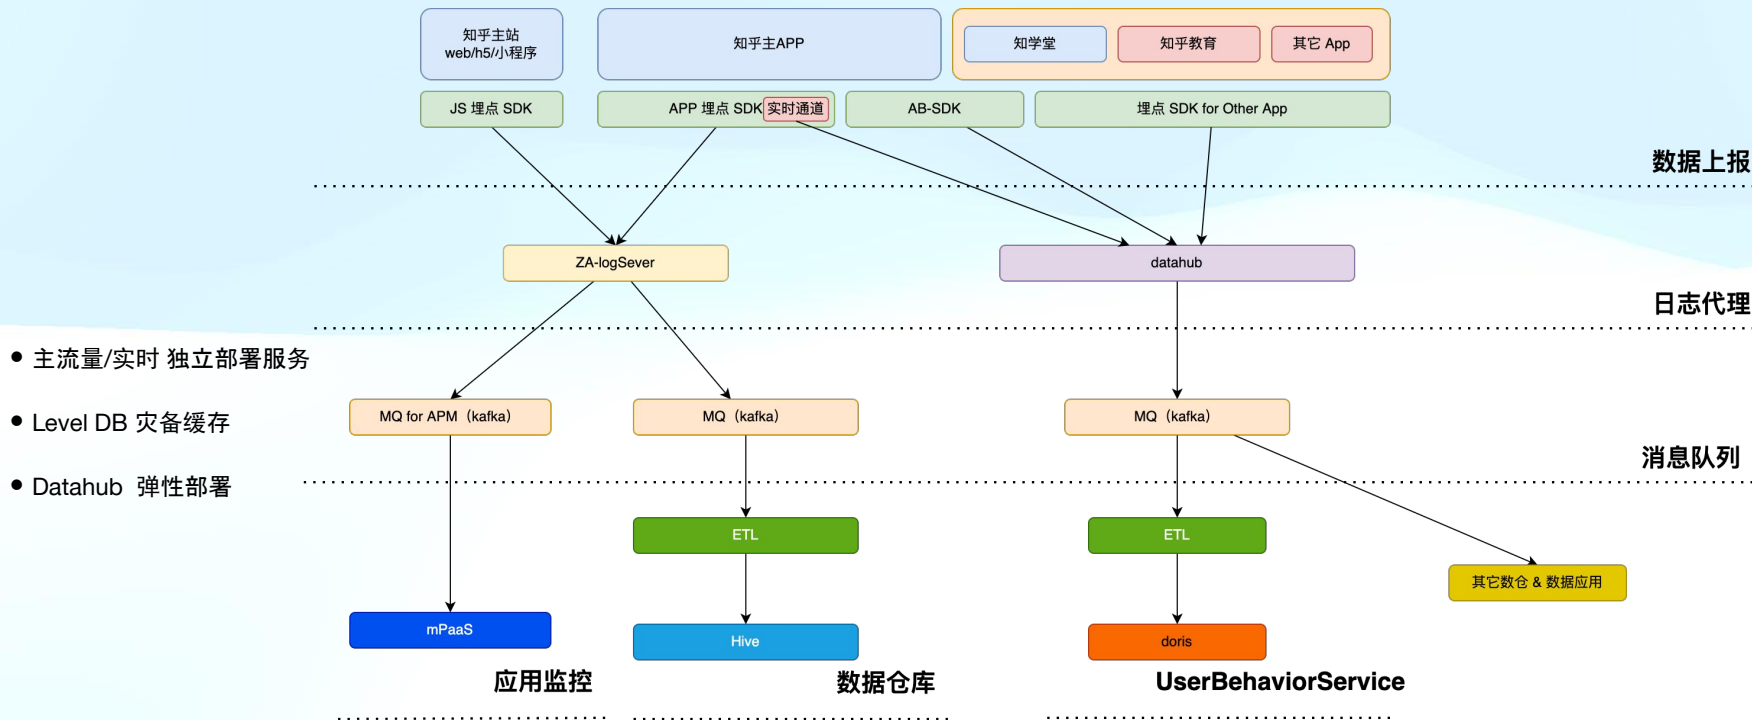 知乎主站
web/h5/小程序
知乎主APP
知学堂
知乎教育
其它 App
JS 埋点 SDK
APP 埋点 SDK
实时通道
AB-SDK
埋点 SDK for Other App
数据上报
ZA-logSever
datahub
日志代理
主流量/实时 独立部署服务
Level DB 灾备缓存
Datahub 弹性部署
MQ for APM（kafka）
MQ（kafka）
MQ（kafka）
消息队列
ETL
ETL
其它数仓 & 数据应用
mPaaS
Hive
doris
应用监控
数据仓库
UserBehaviorService